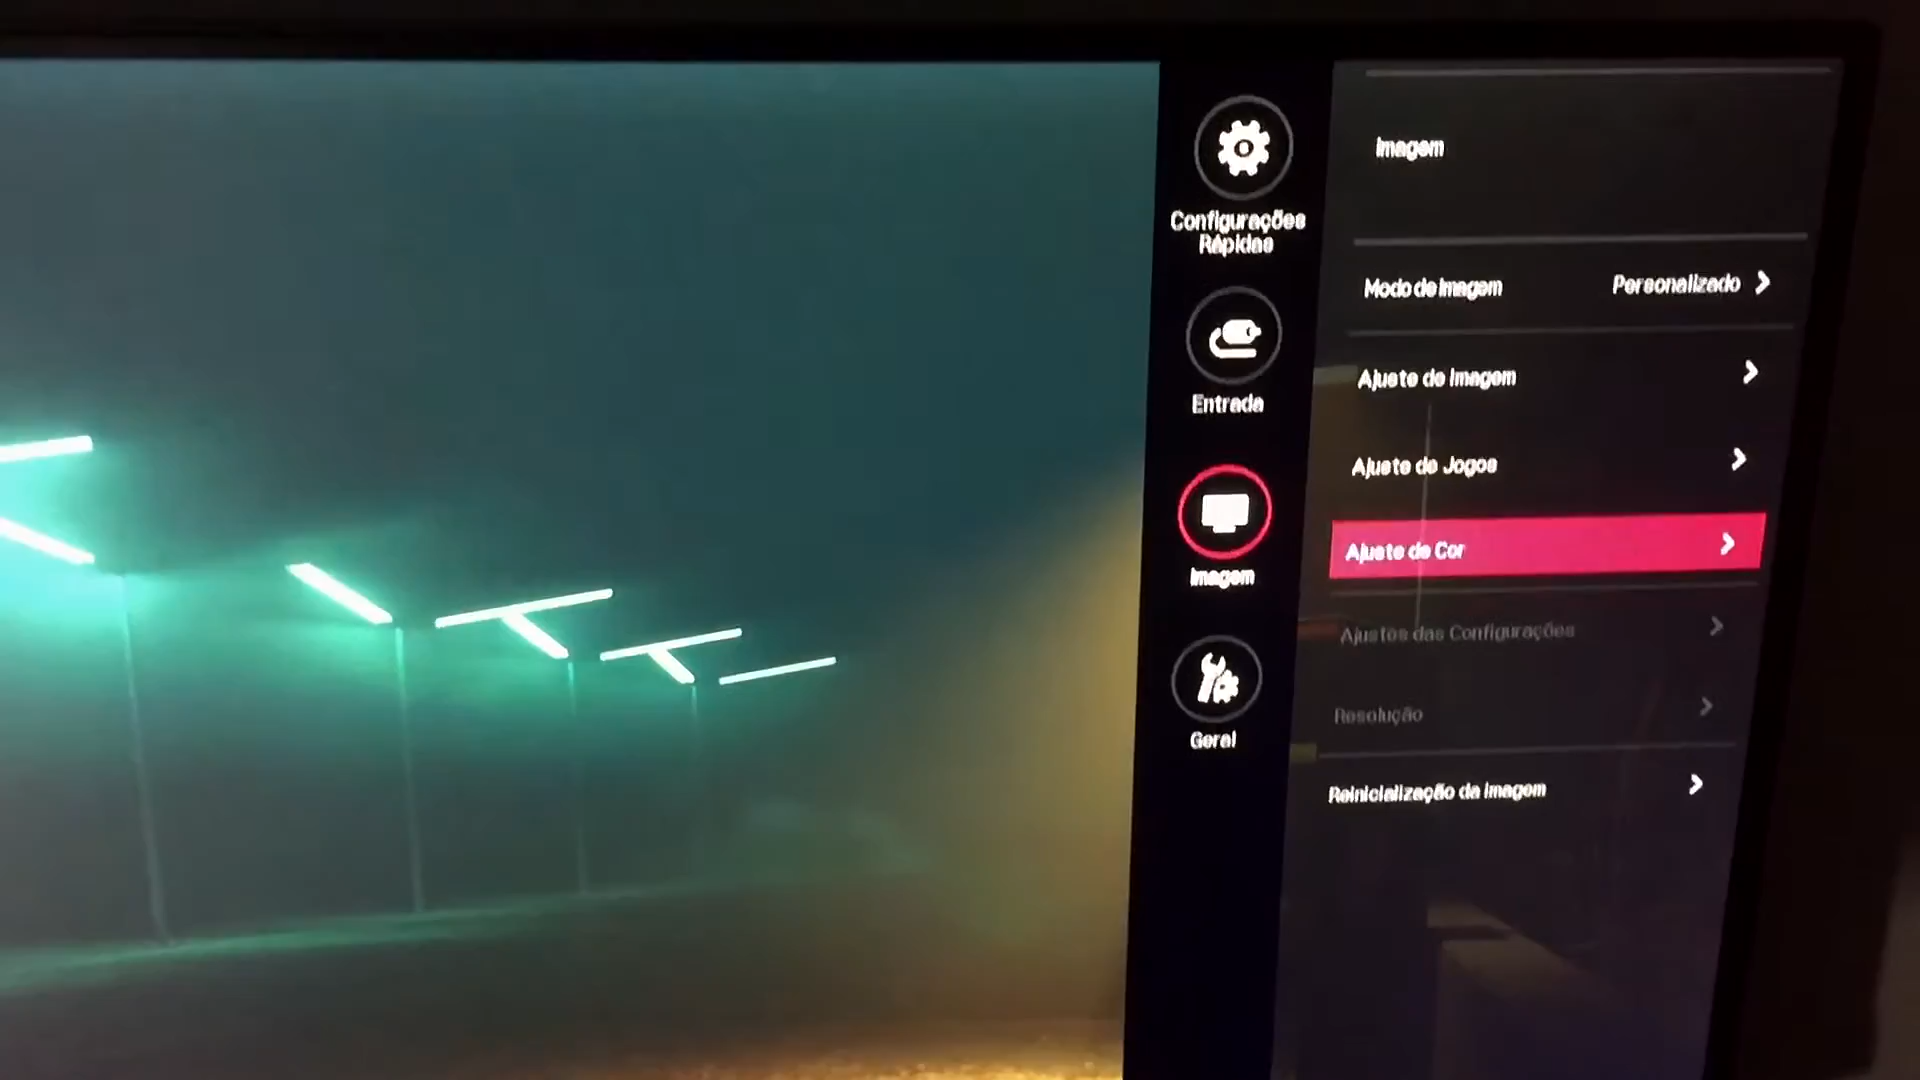 Configurações
Rápidas
Entrada
Imagem
Geral
Imagem
Modo de Imagem Personalizado
Ajuste de Imagem
Ajuste de Jogos
Ajuste de Cor
Ajustes das Configurações
Resolução
Reinicialização da Imagem